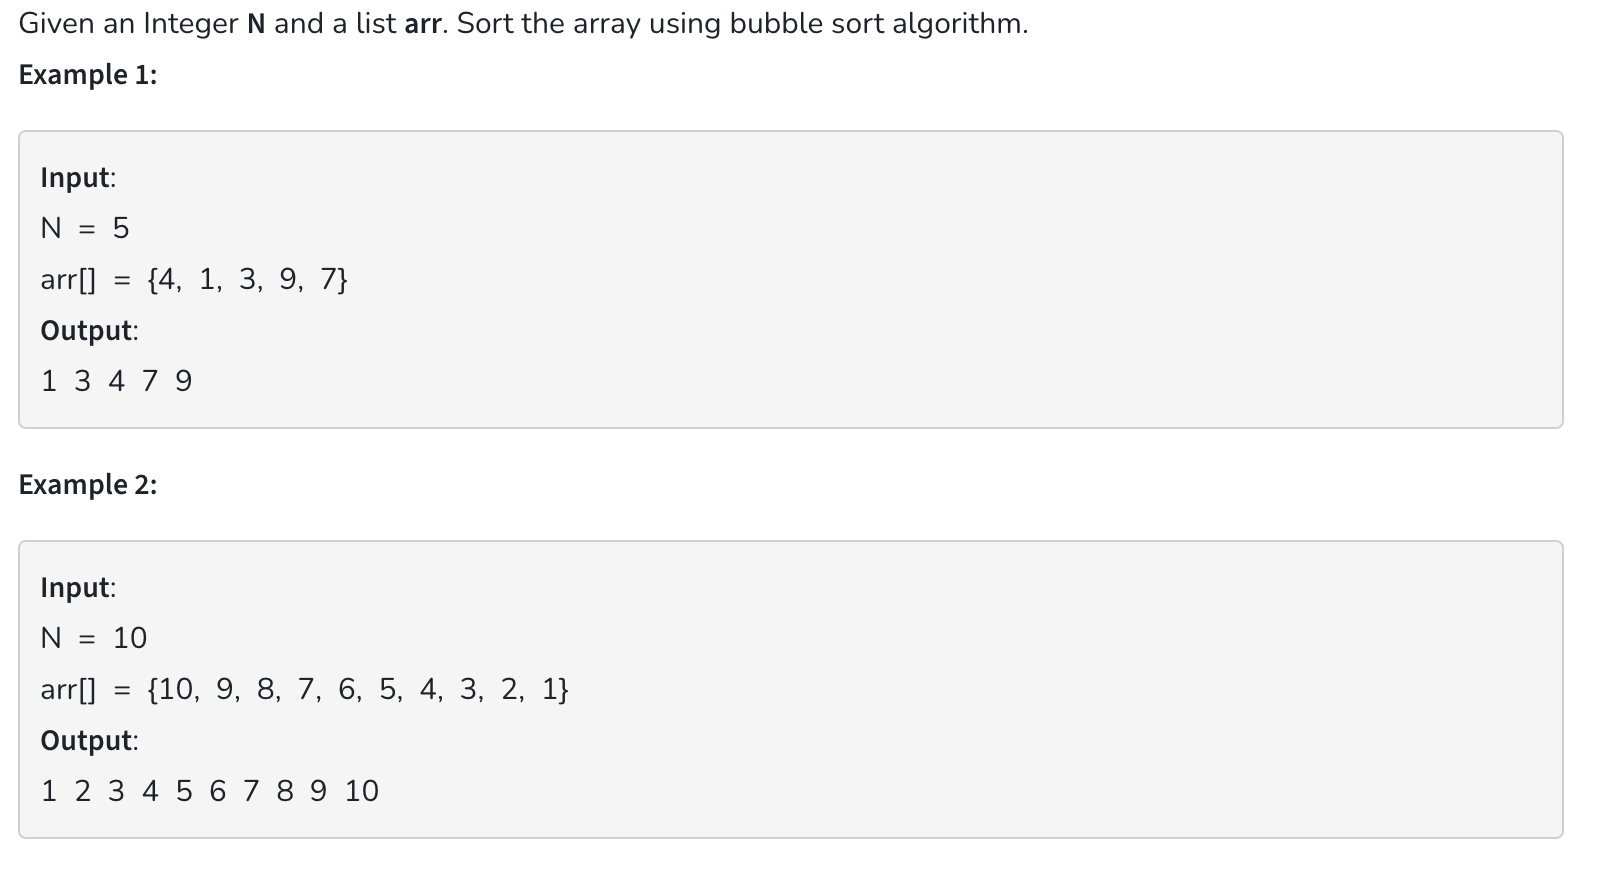 Given an Integer N and a list arr. Sort the array using bubble sort algorithm.
Example 1:
Input:
N = 5
arr[] = {4, 1, 3, 9, 7}
Output:
1 3 4 7 9
Example 2:
Input:
N = 10
arr[] = {10, 9, 8, 7, 6, 5, 4, 3, 2, 1}
Output:
1 2 3 4 5 6 7 8 9 10